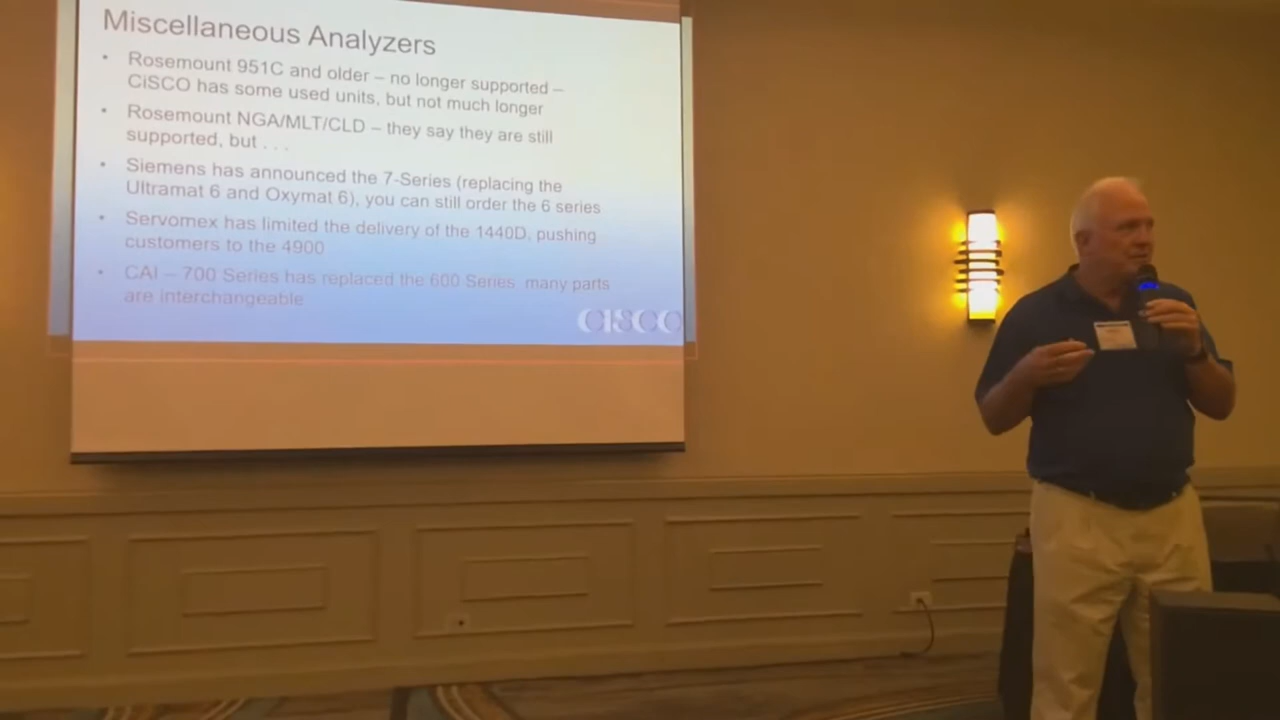 Miscellaneous Analyzers
• Rosemount 951C and older – no longer supported –
CiSCO has some used units, but not much longer
• Rosemount NGA/MLT/CLD – they say they are still
supported, but . . .
• Siemens has announced the 7-Series (replacing the
Ultramat 6 and Oxymat 6), you can still order the 6 series
• Servomex has limited the delivery of the 1440D, pushing
customers to the 4900
• CAI – 700 Series has replaced the 600 Series, many parts
are interchangeable
CiSCO